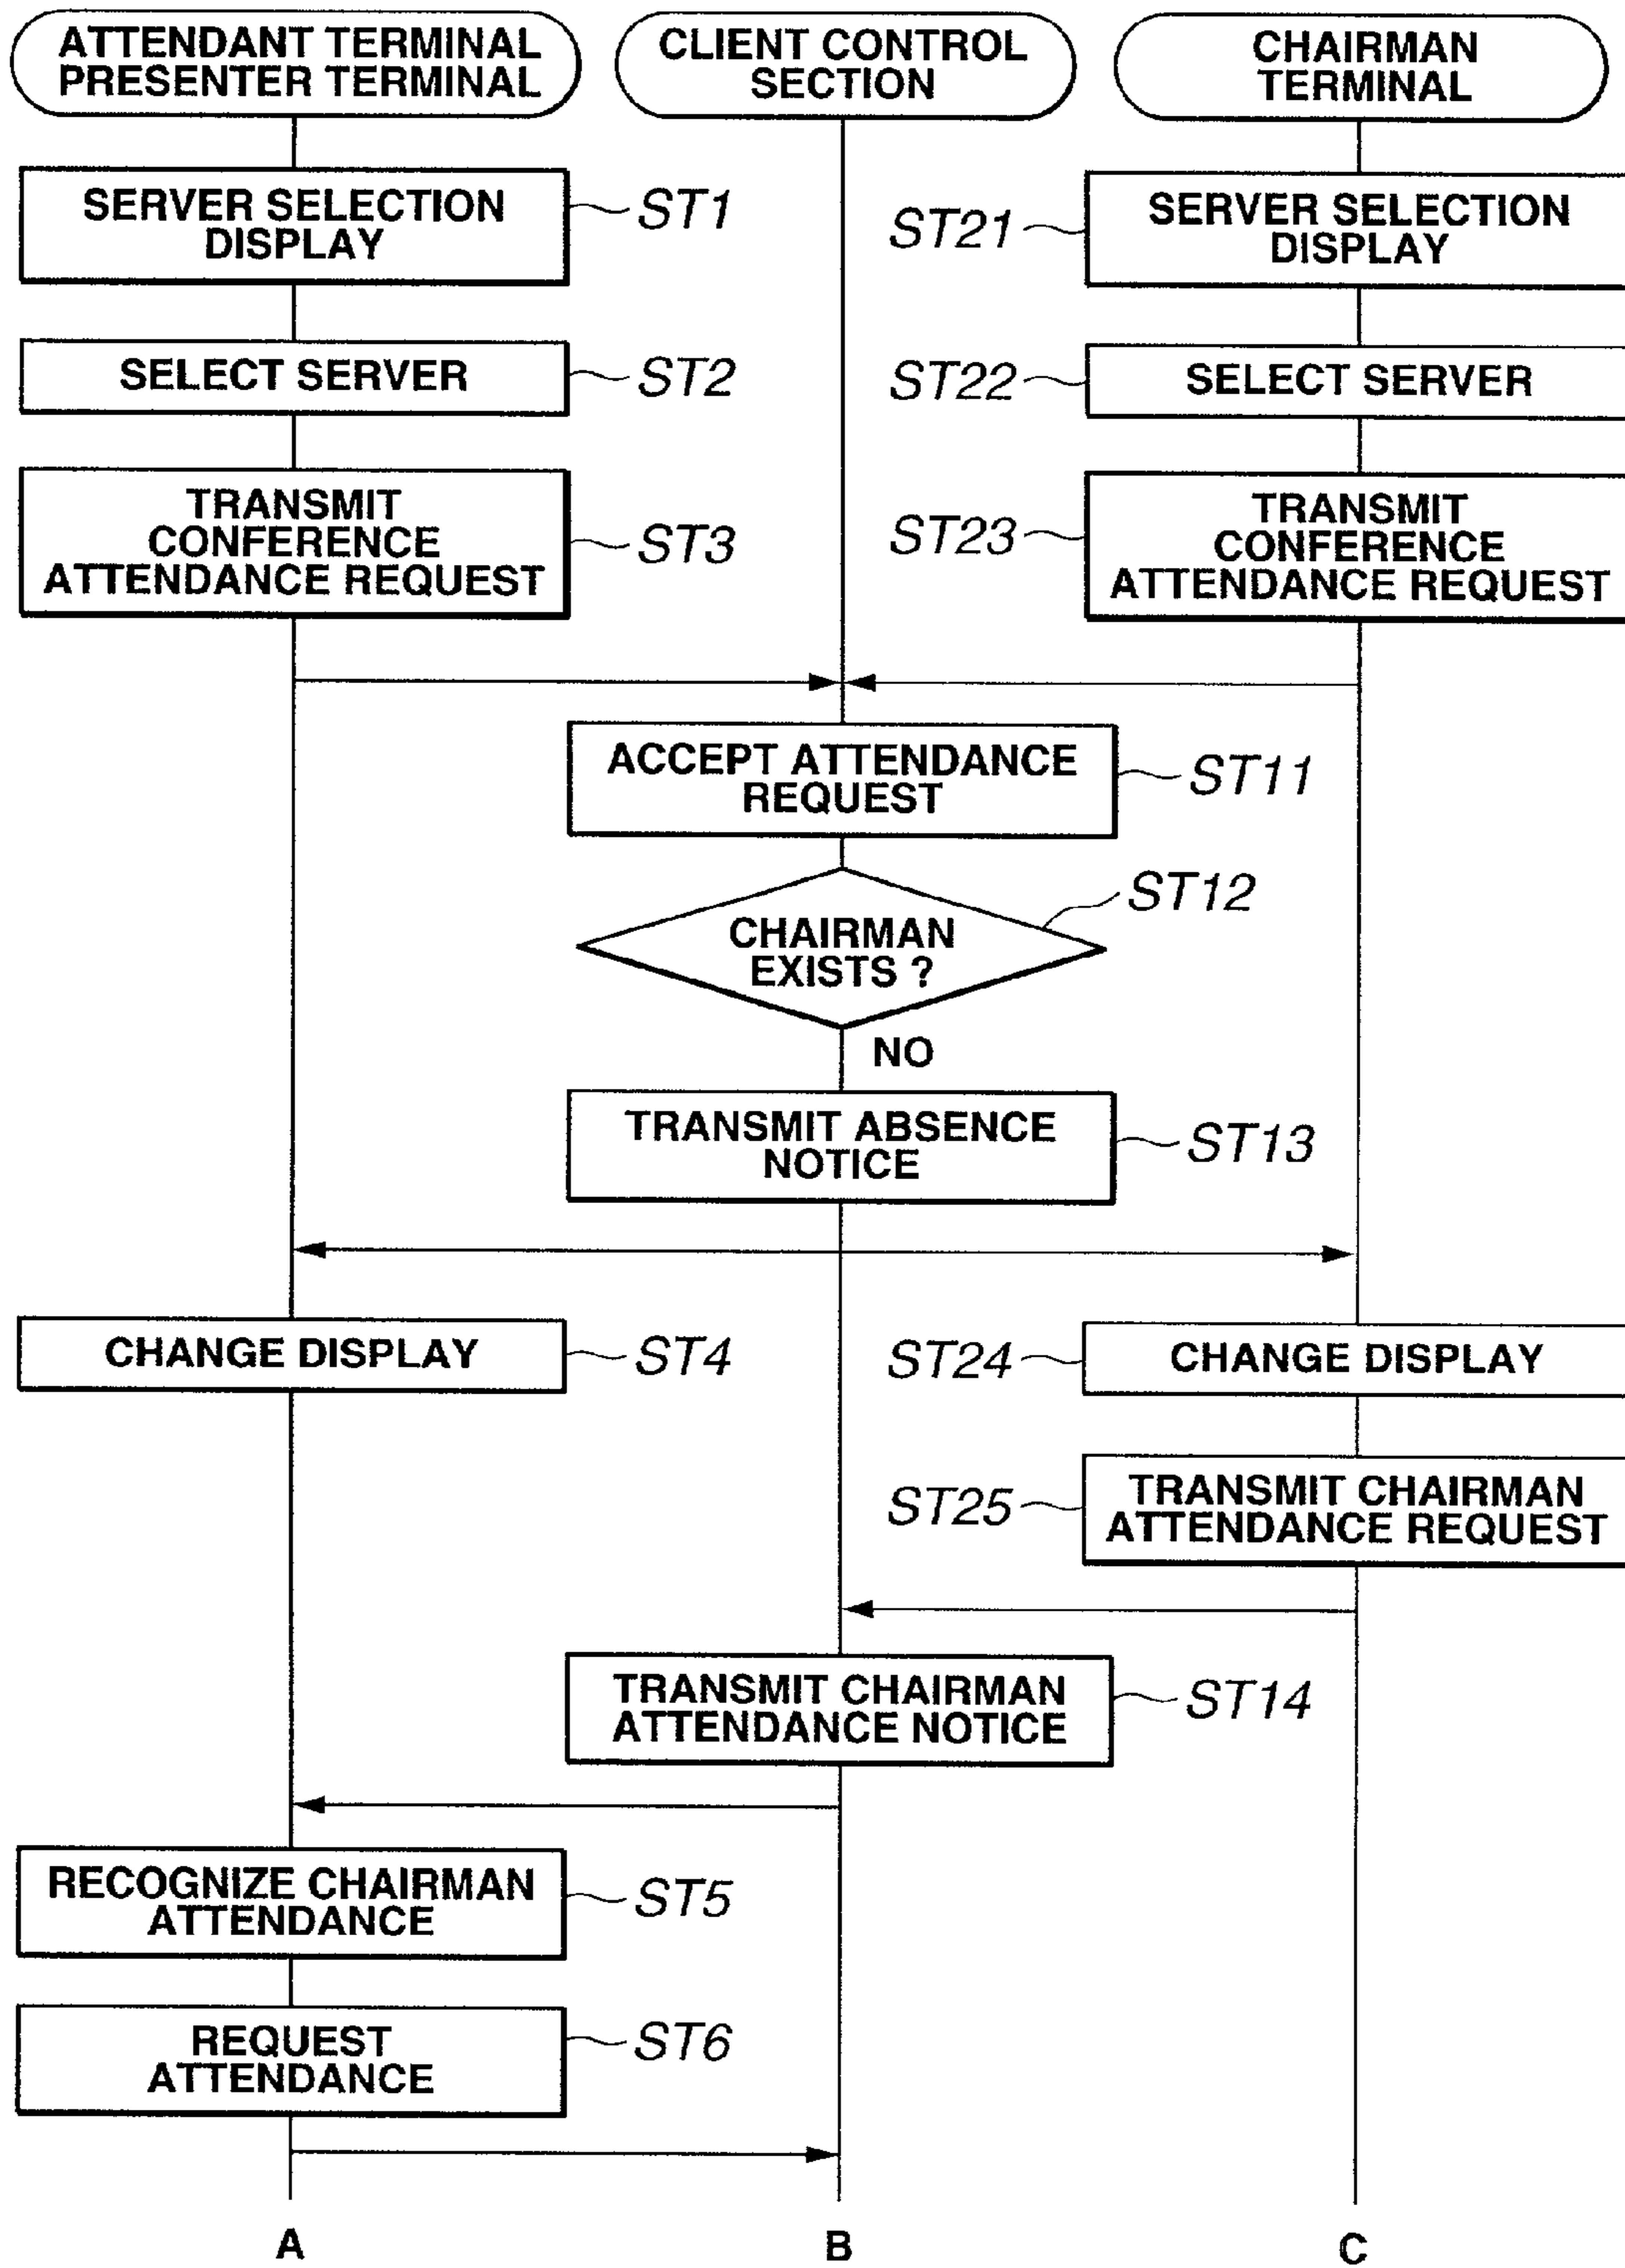 ATTENDANT TERMINAL
PRESENTER TERMINAL
CLIENT CONTROL
SECTION
CHAIRMAN
TERMINAL
SERVER SELECTION
DISPLAY
ST1
ST21
SERVER SELECTION
DISPLAY
SELECT SERVER
ST2
ST22
SELECT SERVER
TRANSMIT
CONFERENCE
ATTENDANCE REQUEST
ST3
ST23
TRANSMIT
CONFERENCE
ATTENDANCE REQUEST
ACCEPT ATTENDANCE
REQUEST
ST11
CHAIRMAN
EXISTS ?
ST12
NO
TRANSMIT ABSENCE
NOTICE
ST13
CHANGE DISPLAY
ST4
ST24
CHANGE DISPLAY
ST25
TRANSMIT CHAIRMAN
ATTENDANCE REQUEST
TRANSMIT CHAIRMAN
ATTENDANCE NOTICE
ST14
RECOGNIZE CHAIRMAN
ATTENDANCE
ST5
REQUEST
ATTENDANCE
ST6
A
B
C